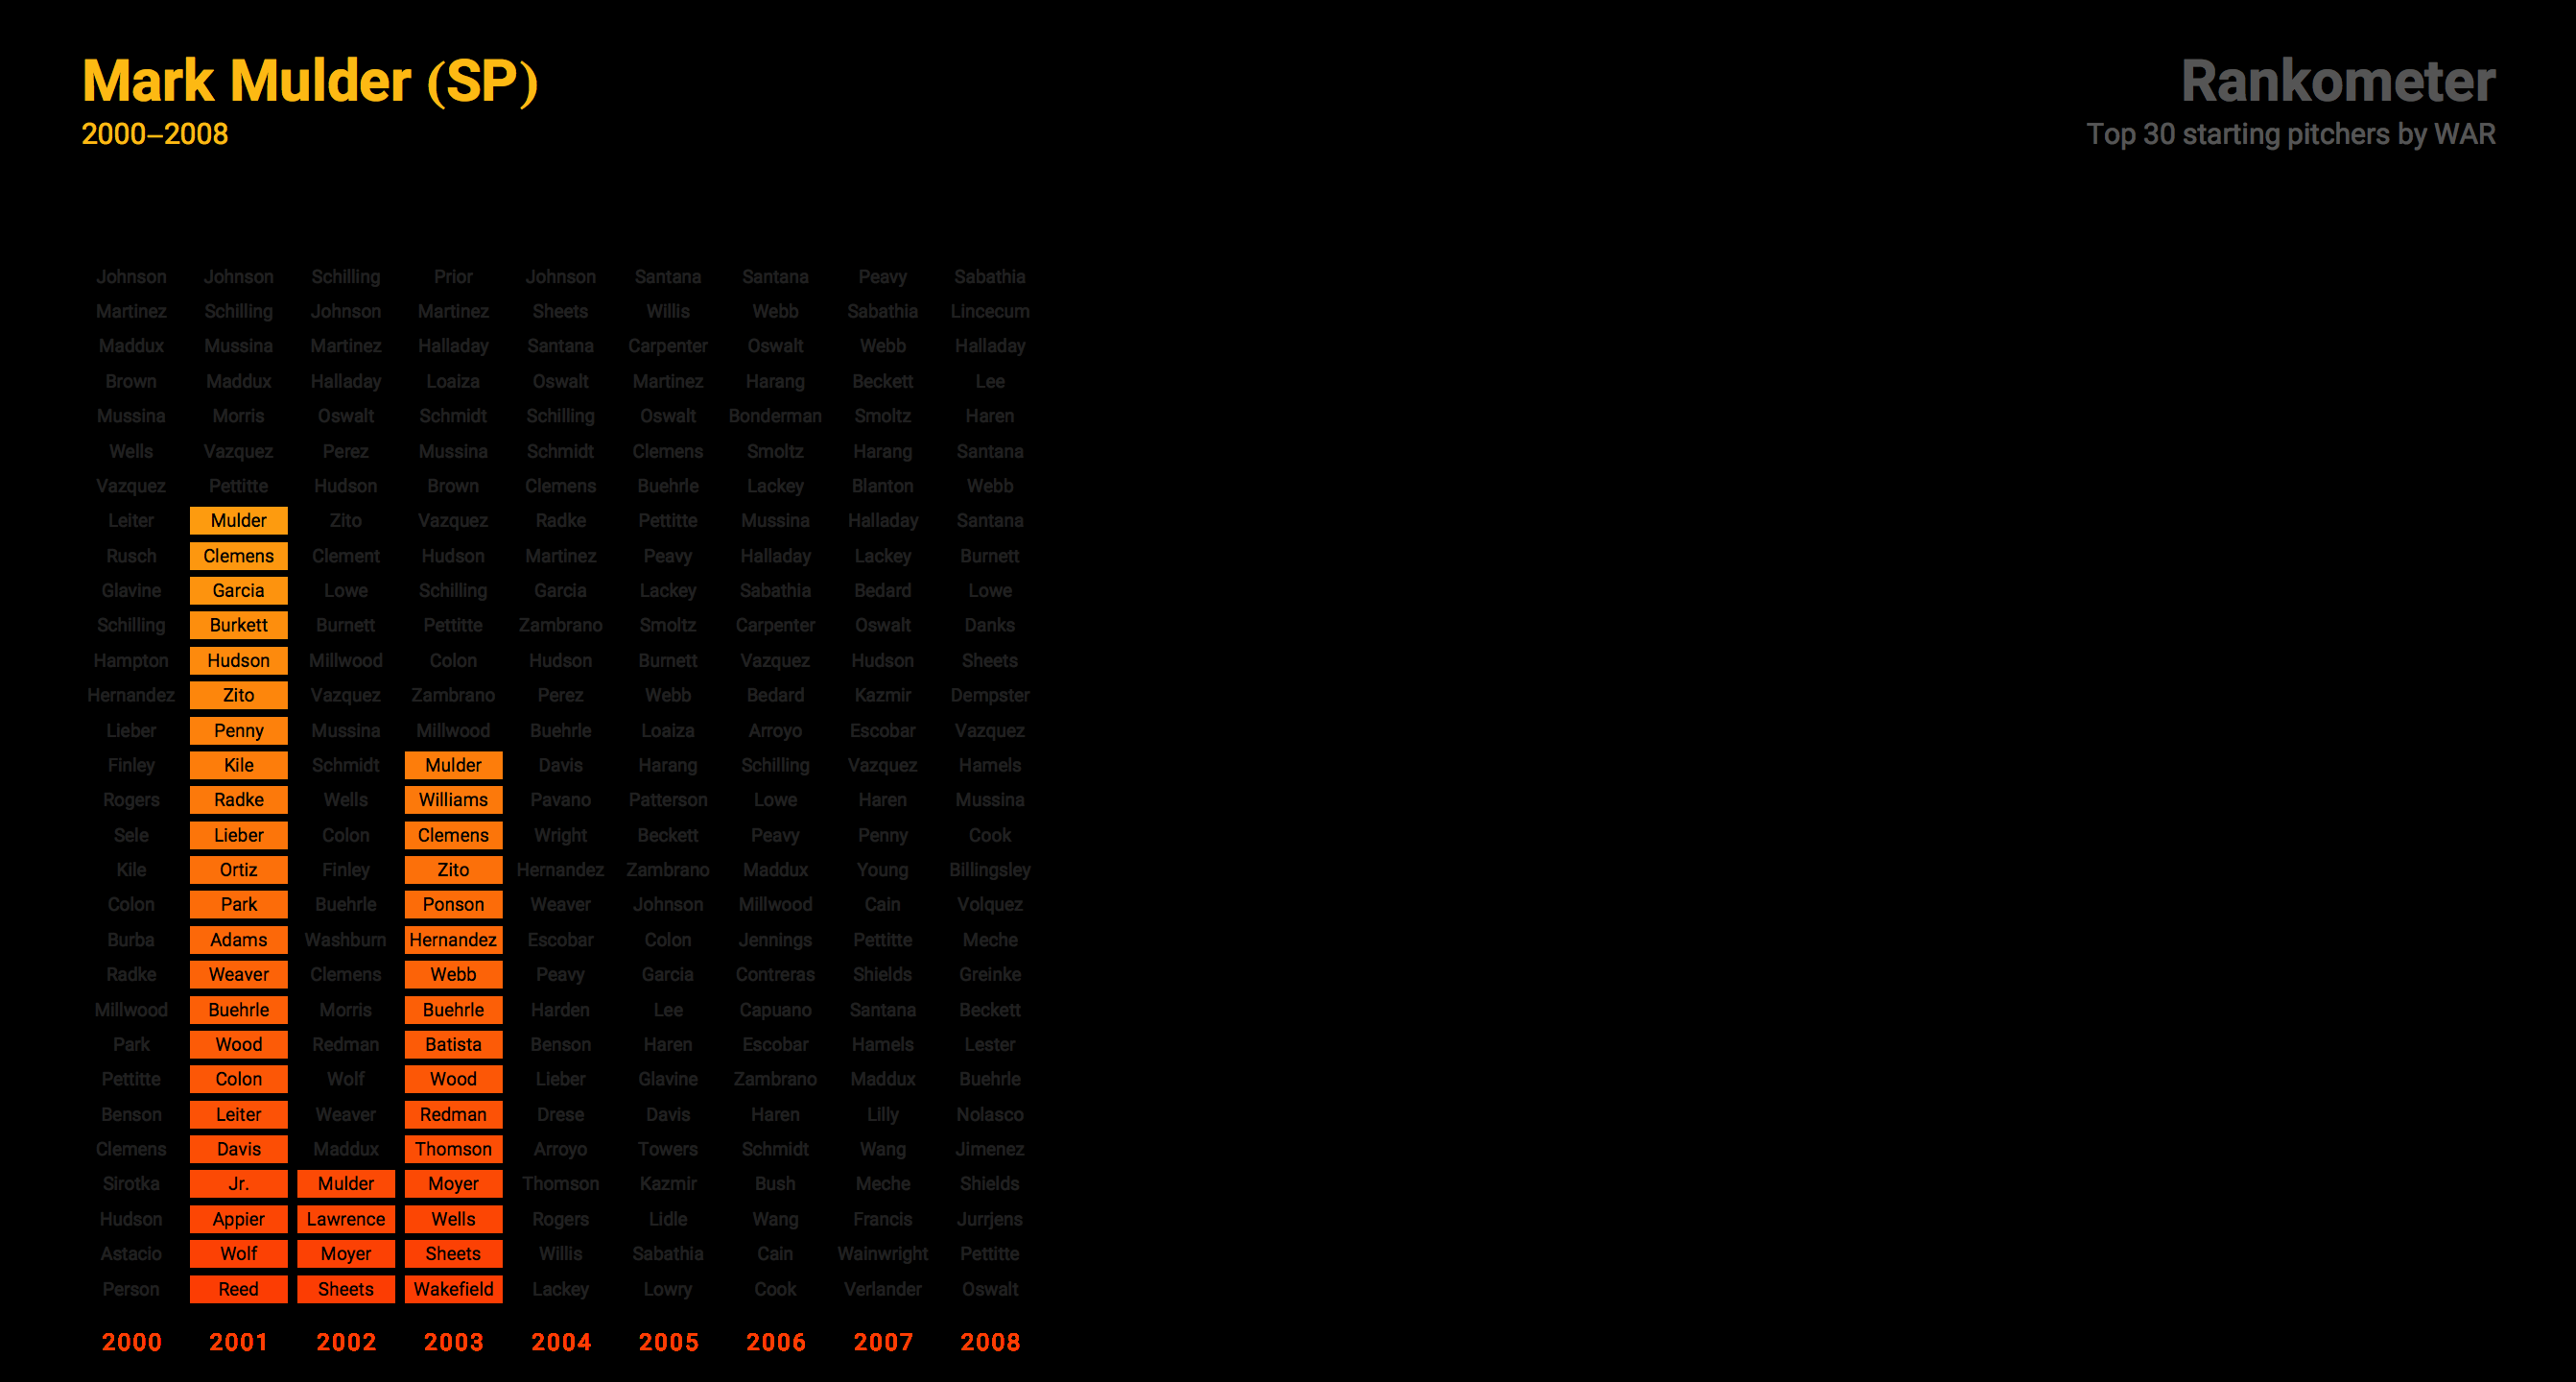 Mark Mulder (SP)
2000–2008
Rankometer
Top 30 starting pitchers by WAR
Johnson Johnson Schilling Prior Johnson Santana Santana Peavy Sabathia
Martinez Schilling Johnson Martinez Sheets Willis Webb Sabathia Lincecum
Maddux Mussina Martinez Halladay Santana Carpenter Oswalt Webb Halladay
Brown Maddux Halladay Loaiza Oswalt Martinez Harang Beckett Lee
Mussina Morris Oswalt Schmidt Schilling Oswalt Bonderman Smoltz Haren
Wells Vazquez Perez Mussina Schmidt Clemens Smoltz Harang Santana
Vazquez Pettitte Hudson Brown Clemens Buehrle Lackey Blanton Webb
Leiter Mulder Zito Vazquez Radke Pettitte Mussina Halladay Santana
Rusch Clemens Clement Hudson Martinez Peavy Halladay Lackey Burnett
Glavine Garcia Lowe Schilling Garcia Lackey Sabathia Bedard Lowe
Schilling Burkett Burnett Pettitte Zambrano Smoltz Carpenter Oswalt Danks
Hampton Hudson Millwood Colon Hudson Burnett Vazquez Hudson Sheets
Hernandez Zito Vazquez Zambrano Perez Webb Bedard Kazmir Dempster
Lieber Penny Mussina Millwood Buehrle Loaiza Arroyo Escobar Vazquez
Finley Kile Schmidt Mulder Davis Harang Schilling Vazquez Hamels
Rogers Radke Wells Williams Pavano Patterson Lowe Haren Mussina
Sele Lieber Colon Clemens Wright Beckett Peavy Penny Cook
Kile Ortiz Finley Zito Hernandez Zambrano Maddux Young Billingsley
Colon Park Buehrle Ponson Weaver Johnson Millwood Cain Volquez
Burba Adams Washburn Hernandez Escobar Colon Jennings Pettitte Meche
Radke Weaver Clemens Webb Peavy Garcia Contreras Shields Greinke
Millwood Buehrle Morris Buehrle Harden Lee Capuano Santana Beckett
Park Wood Redman Batista Benson Haren Escobar Hamels Lester
Pettitte Colon Wolf Wood Lieber Glavine Zambrano Maddux Buehrle
Benson Leiter Weaver Redman Drese Davis Haren Lilly Nolasco
Clemens Davis Maddux Thomson Arroyo Towers Schmidt Wang Jimenez
Sirotka Jr. Mulder Moyer Thomson Kazmir Bush Meche Shields
Hudson Appier Lawrence Wells Rogers Lidle Wang Francis Jurrjens
Astacio Wolf Moyer Sheets Willis Sabathia Cain Wainwright Pettitte
Person Reed Sheets Wakefield Lackey Lowry Cook Verlander Oswalt
2000 2001 2002 2003 2004 2005 2006 2007 2008